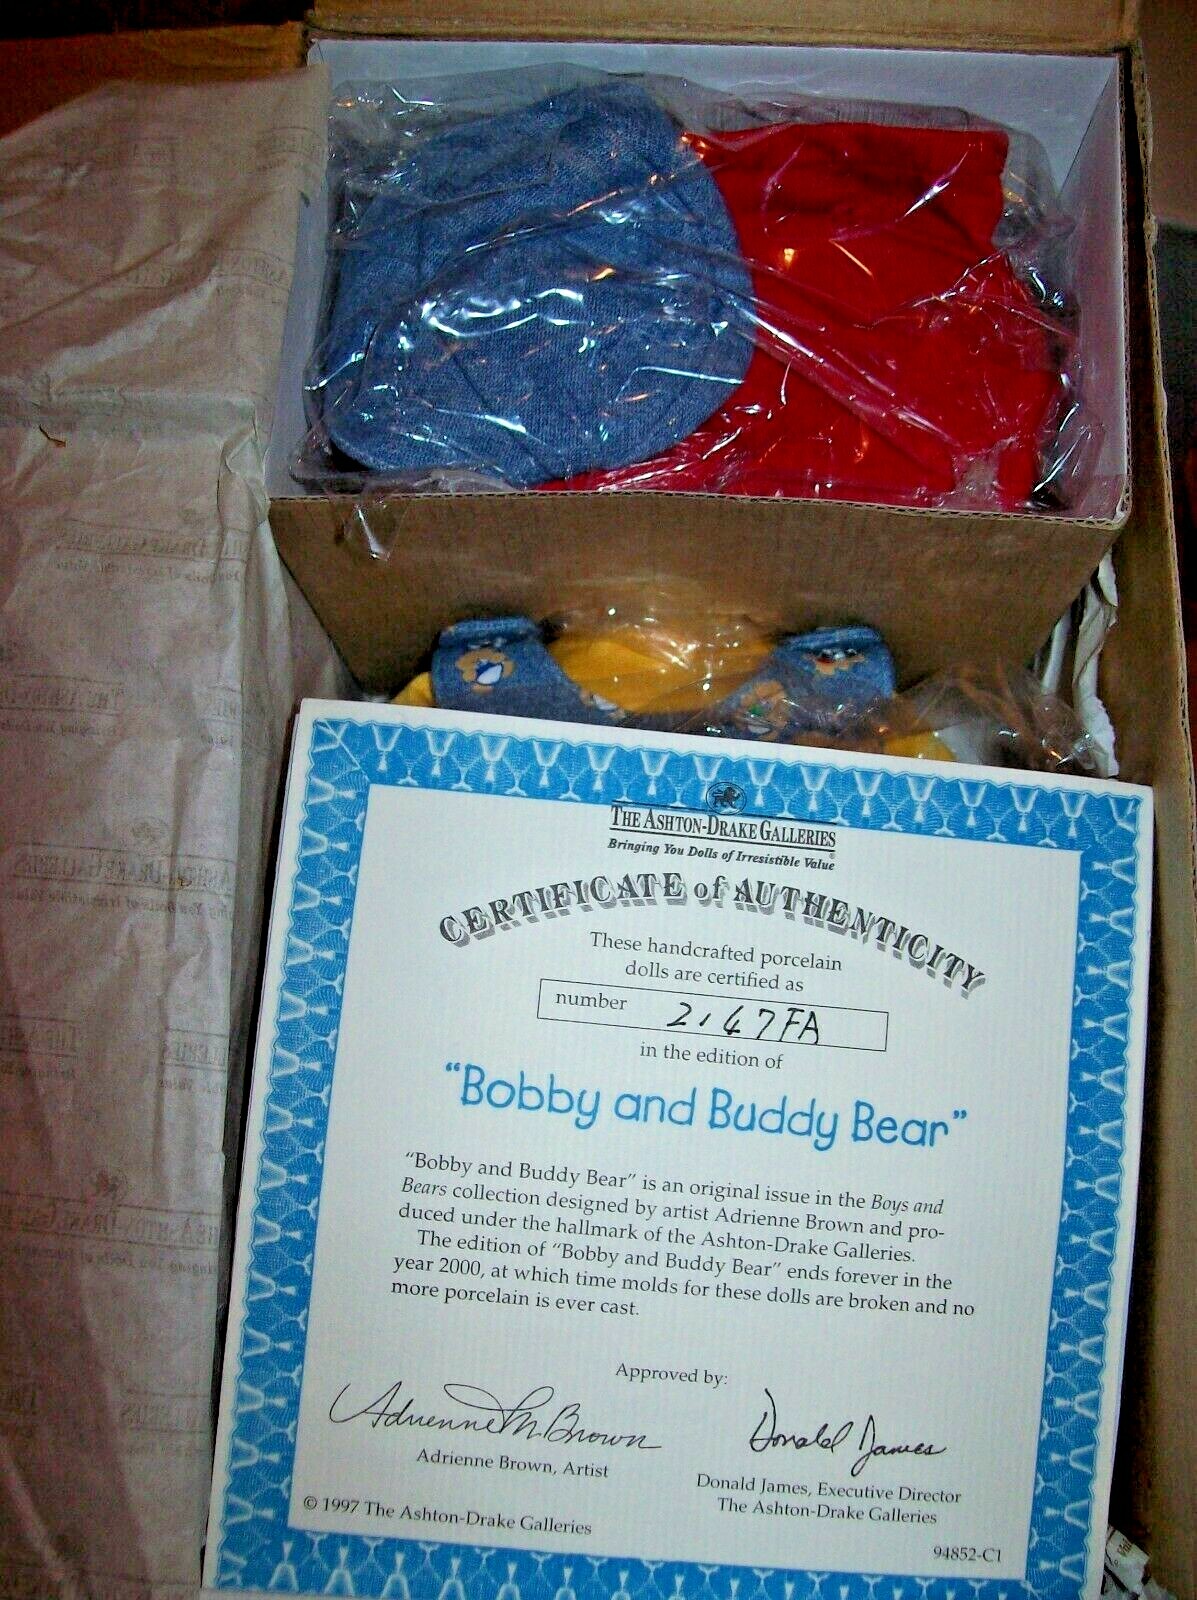 THE ASHTON-DRAKE GALLERIES
Bringing You Dolls of Irresistible Value
CERTIFICATE of AUTHENTICITY
These handcrafted porcelain
dolls are certified as
number 2147FA
in the edition of
“Bobby and Buddy Bear”
“Bobby and Buddy Bear” is an original issue in the Boys and
Bears collection designed by artist Adrienne Brown and pro-
duced under the hallmark of the Ashton-Drake Galleries.
The edition of “Bobby and Buddy Bear” ends forever in the
year 2000, at which time molds for these dolls are broken and no
more porcelain is ever cast.
Approved by:
Adrienne M. Brown
Donald James
Adrienne Brown, Artist
Donald James, Executive Director
The Ashton-Drake Galleries
© 1997 The Ashton-Drake Galleries
94852-C1